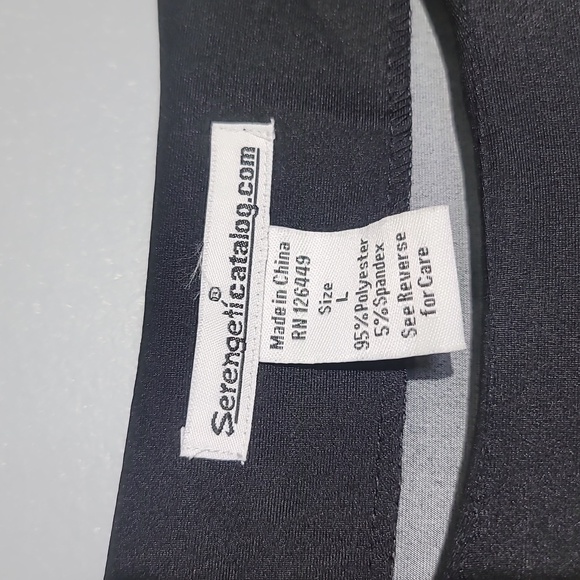 Serengeticatalog.com
®
Made in China
RN 126449
Size
L
95% Polyester
5% Spandex
See Reverse
for Care